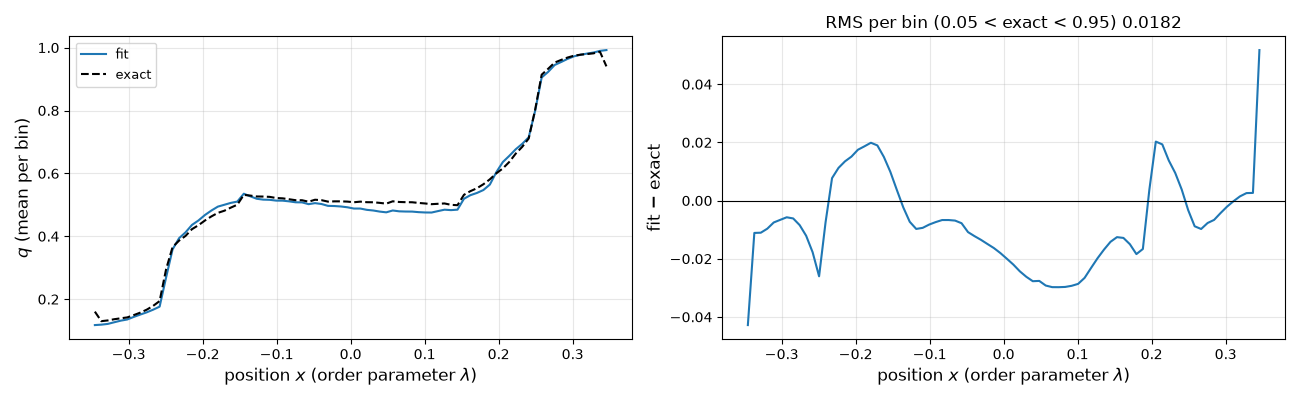 fit
exact
1.0
0.8
0.6
0.4
0.2
q (mean per bin)
−0.3 −0.2 −0.1 0.0 0.1 0.2 0.3
position x (order parameter λ)
RMS per bin (0.05 < exact < 0.95) 0.0182
0.04
0.02
0.00
−0.02
−0.04
fit − exact
−0.3 −0.2 −0.1 0.0 0.1 0.2 0.3
position x (order parameter λ)